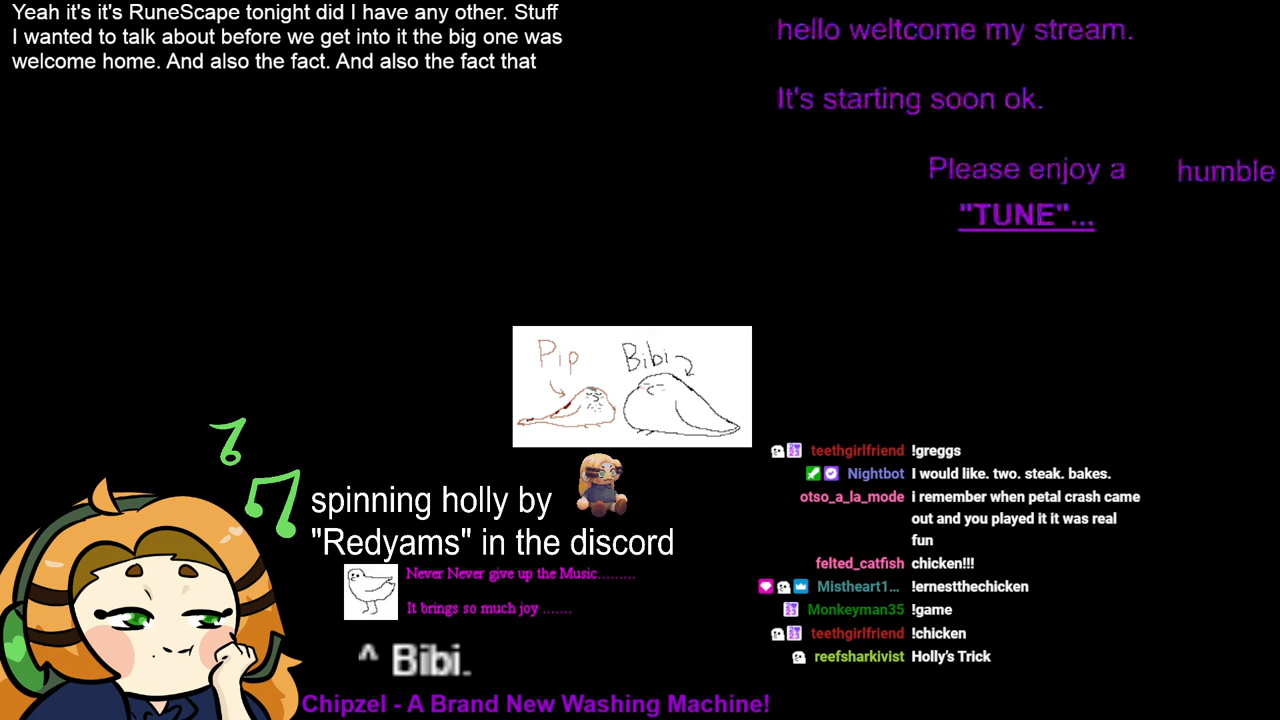 Yeah it's it's RuneScape tonight did I have any other. Stuff
I wanted to talk about before we get into it the big one was
welcome home. And also the fact. And also the fact that
hello weltcome my stream.
It's starting soon ok.
Please enjoy a humble
"TUNE"...
Pip
Bibi
spinning holly by
"Redyams" in the discord
Never Never give up the Music.........
It brings so much joy .......
^ Bibi.
Chipzel - A Brand New Washing Machine!
teethgirlfriend !greggs
Nightbot I would like. two. steak. bakes.
otso_a_la_mode i remember when petal crash came
out and you played it it was real
fun
felted_catfish chicken!!!
Mistheart1... !ernestthechicken
Monkeyman35 !game
teethgirlfriend !chicken
reefsharkivist Holly's Trick